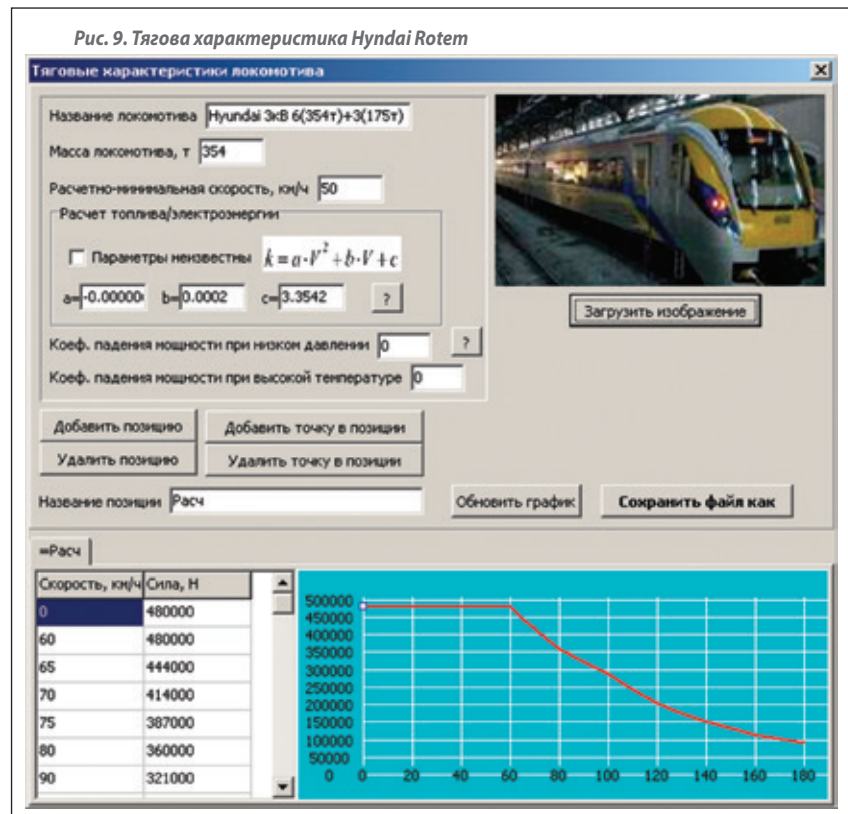 Рис. 9. Тягова характеристика Hyndai Rotem
Тяговые характеристики локомотива
Название локомотива Hyundai 3кВ 6(354т)+3(175т)
Масса локомотива, т 354
Расчетно-минимальная скорость, км/ч 50
Расчет топлива/электроэнергии
Параметры неизвестны k = a·V² + b·V + c
a= -0.00000 b= 0.0002 c= 3.3542 ?
Коеф. падения мощности при низком давлении 0 ?
Коеф. падения мощности при высокой температуре 0
Загрузить изображение
Добавить позицию Добавить точку в позиции
Удалить позицию Удалить точку в позиции
Название позиции Расч Обновить график Сохранить файл как
=Расч
Скорость, км/ч Сила, Н
0 480000
60 480000
65 444000
70 414000
75 387000
80 360000
90 321000
500000
450000
400000
350000
300000
250000
200000
150000
100000
50000
0
0 20 40 60 80 100 120 140 160 180